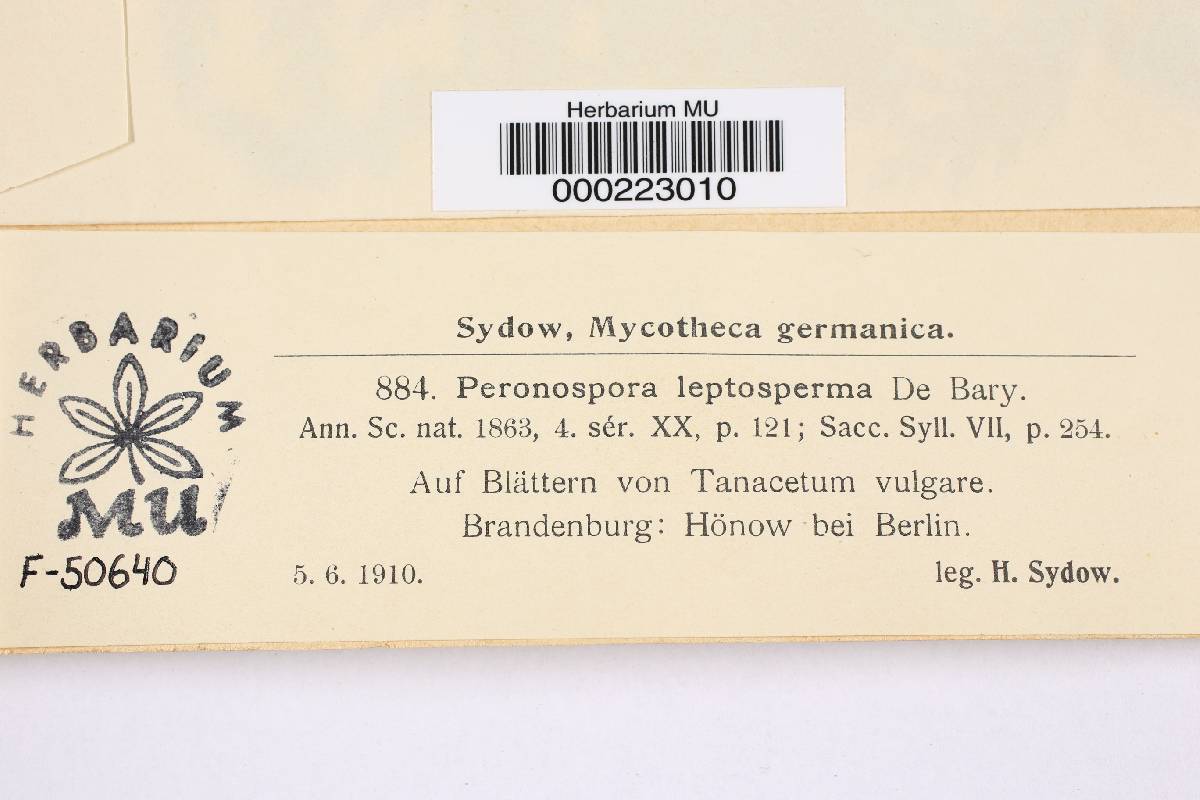 Herbarium MU
000223010
HERBARIUM
MU
F-50640
Sydow, Mycotheca germanica.
884. Peronospora leptosperma De Bary.
Ann. Sc. nat. 1863, 4. sér. XX, p. 121; Sacc. Syll. VII, p. 254.
Auf Blättern von Tanacetum vulgare.
Brandenburg: Hönow bei Berlin.
5. 6. 1910. leg. H. Sydow.